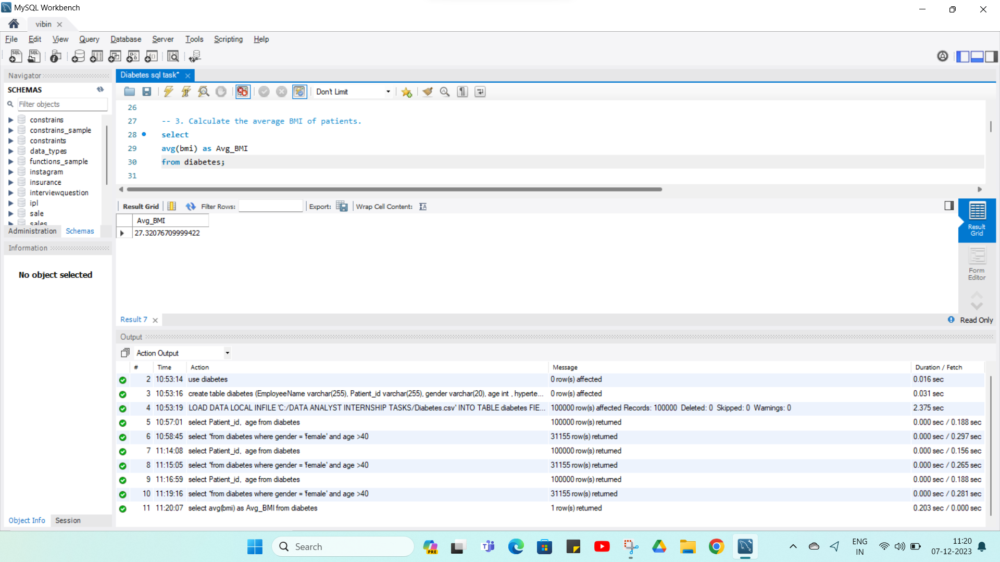 MySQL Workbench
vibin
File Edit View Query Database Server Tools Scripting Help
Navigator
SCHEMAS
Filter objects
constrains
constrains_sample
constraints
data_types
functions_sample
instagram
insurance
interviewquestion
ipl
sale
sales
Administration Schemas
Information
No object selected
Object Info Session
Diabetes sql task*
Don't Limit
26
27 -- 3. Calculate the average BMI of patients.
28 select
29 avg(bmi) as Avg_BMI
30 from diabetes;
31
Result Grid Filter Rows: Export: Wrap Cell Content:
Avg_BMI
27.32076709999422
Result Grid
Form Editor
Result 7
Read Only
Output
Action Output
# Time Action Message Duration / Fetch
2 10:53:14 use diabetes 0 row(s) affected 0.016 sec
3 10:53:16 create table diabetes (EmployeeName varchar(255), Patient_id varchar(255), gender varchar(20), age int , hyperte... 0 row(s) affected 0.031 sec
4 10:53:19 LOAD DATA LOCAL INFILE 'C:/DATA ANALYST INTERNSHIP TASKS/Diabetes.csv' INTO TABLE diabetes FIE... 100000 row(s) affected Records: 100000 Deleted: 0 Skipped: 0 Warnings: 0 2.375 sec
5 10:57:01 select Patient_id, age from diabetes 100000 row(s) returned 0.000 sec / 0.188 sec
6 10:58:45 select *from diabetes where gender = 'female' and age >40 31155 row(s) returned 0.000 sec / 0.297 sec
7 11:14:08 select Patient_id, age from diabetes 100000 row(s) returned 0.000 sec / 0.156 sec
8 11:15:05 select *from diabetes where gender = 'female' and age >40 31155 row(s) returned 0.000 sec / 0.265 sec
9 11:16:59 select Patient_id, age from diabetes 100000 row(s) returned 0.000 sec / 0.188 sec
10 11:19:16 select *from diabetes where gender = 'female' and age >40 31155 row(s) returned 0.000 sec / 0.281 sec
11 11:20:07 select avg(bmi) as Avg_BMI from diabetes 1 row(s) returned 0.203 sec / 0.000 sec
Search
PRE
ENG
IN
11:20
07-12-2023